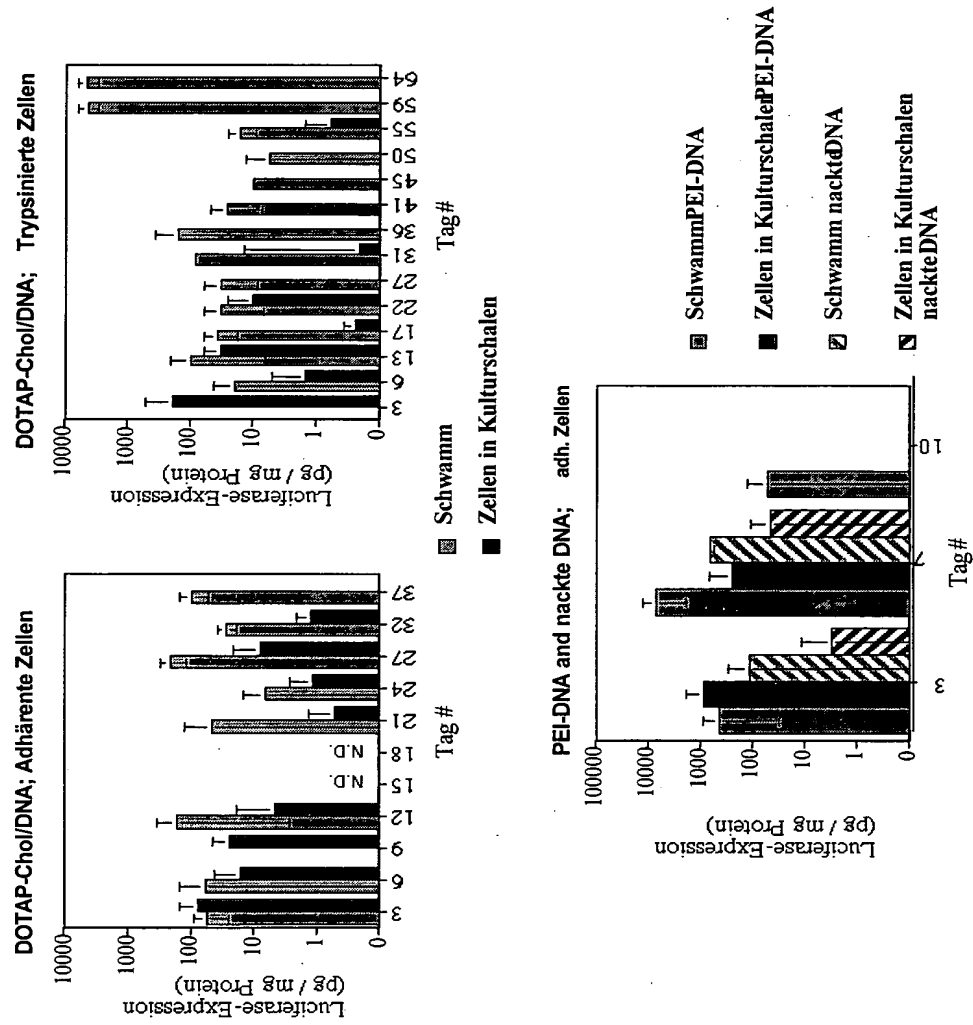 DOTAP-Chol/DNA; Adhärente Zellen
Luciferase-Expression
(pg / mg Protein)
10000
1000
100
10
1
0
N.D.
N.D.
3
6
9
12
15
18
21
24
27
32
37
Tag #
DOTAP-Chol/DNA; Trypsinierte Zellen
Luciferase-Expression
(pg / mg Protein)
10000
1000
100
10
1
0
3
6
13
17
22
27
31
36
41
45
50
55
59
64
Tag #
Schwamm
Zellen in Kulturschalen
PEI-DNA and nackte DNA; adh. Zellen
Luciferase-Expression
(pg / mg Protein)
100000
10000
1000
100
10
1
0
3
7
10
Tag #
SchwammPEI-DNA
Zellen in KulturschalenPEI-DNA
Schwamm nacktdDNA
Zellen in Kulturschalen
nackteDNA